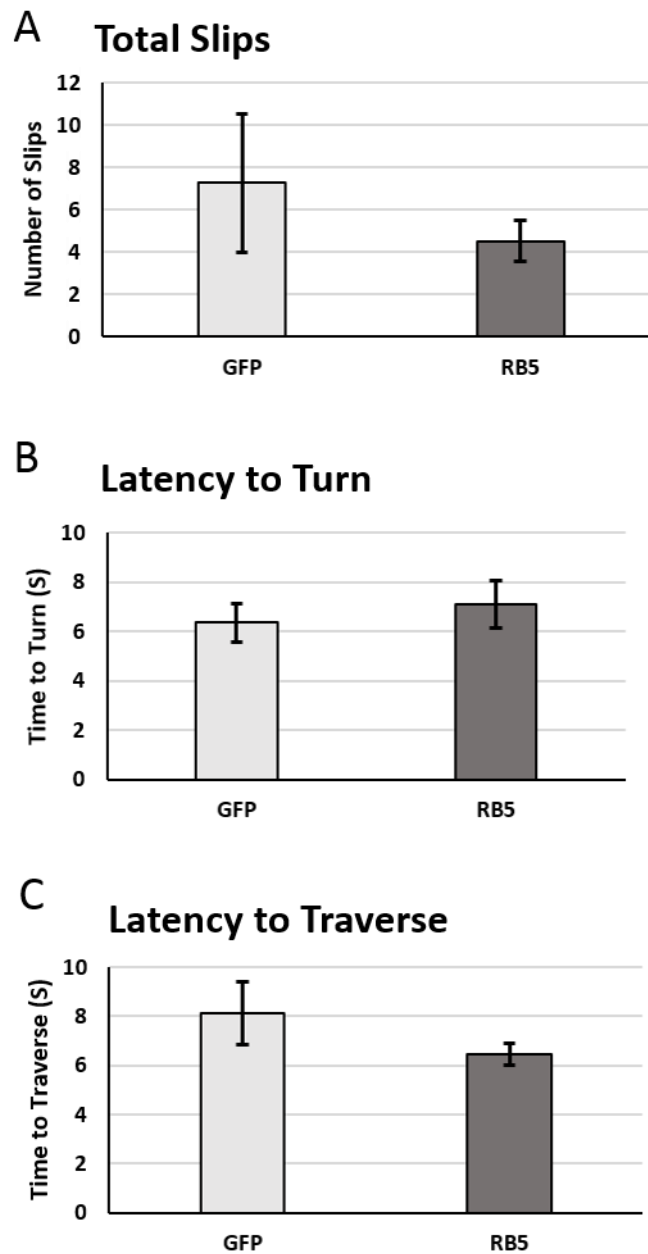 A
Total Slips
Number of Slips
12
10
8
6
4
2
0
GFP RB5
B
Latency to Turn
Time to Turn (S)
10
8
6
4
2
0
GFP RB5
C
Latency to Traverse
Time to Traverse (S)
10
8
6
4
2
0
GFP RB5